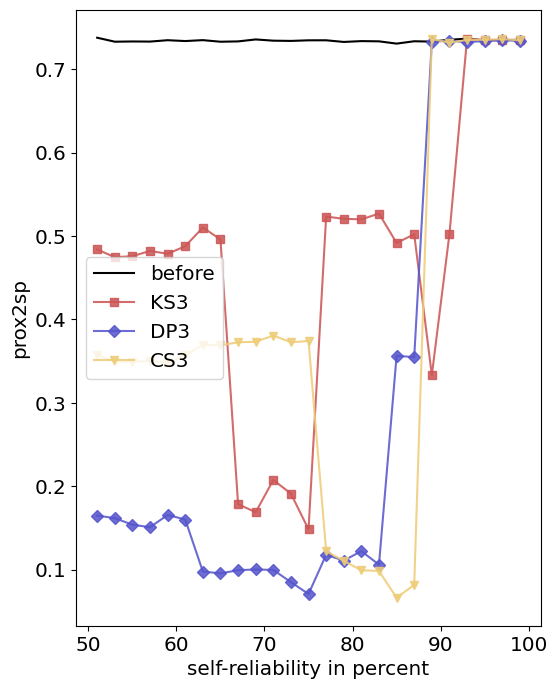 0.7
0.6
0.5
0.4
0.3
0.2
0.1
prox2sp
before
KS3
DP3
CS3
50 60 70 80 90 100
self-reliability in percent